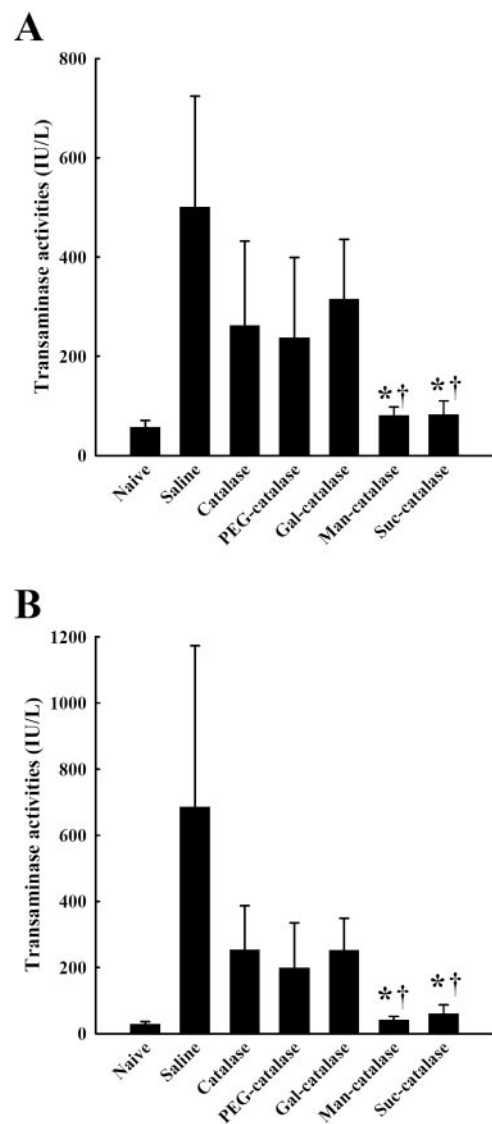 A
Transaminase activities (IU/L)
800
600
400
200
0
*† *†
Naive Saline Catalase PEG-catalase Gal-catalase Man-catalase Suc-catalase
B
Transaminase activities (IU/L)
1200
1000
800
600
400
200
0
*† *†
Naive Saline Catalase PEG-catalase Gal-catalase Man-catalase Suc-catalase